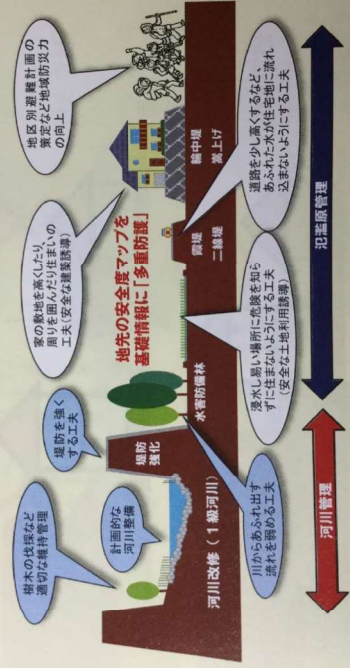 樹木の伐採など
適切な維持管理
計画的な
河川整備
堤防を強く
する工夫
家の敷地を高くしたり
周りを囲んだり住まいの
工夫(安全な建築誘導)
地区別避難計画の
策定など地域防災力
の向上
地先の安全度マップを
基礎情報に「多重防護」
堤防
強化
河川改修(1級河川)
水害防備林
霞堤
二線堤
輪中堤
嵩上げ
川からあふれ出す
流れを弱める工夫
浸水し易い場所に危険を知ら
ずに住まないようにする工夫
(安全な土地利用誘導)
道路を少し高くするなど、
あふれた水が住宅地に流れ
込まないようにする工夫
河川管理
氾濫原管理